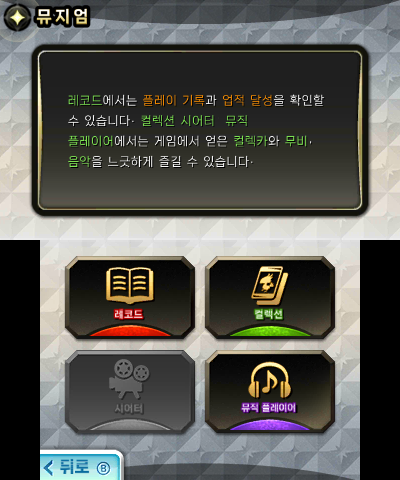 뮤지엄
레코드에서는 플레이 기록과 업적 달성을 확인할
수 있습니다. 컬렉션 시어터 뮤직
플레이어에서는 게임에서 얻은 컬렉카와 무비.
음악을 느긋하게 즐길 수 있습니다.
레코드
컬렉션
시어터
뮤직 플레이어
뒤로 B